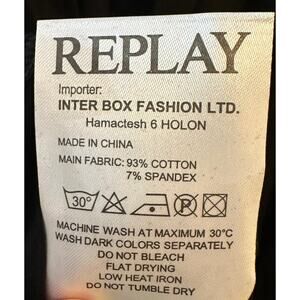 REPLAY
Importer:
INTER BOX FASHION LTD.
Hamactesh 6 HOLON
MADE IN CHINA
MAIN FABRIC: 93% COTTON
7% SPANDEX
30°
MACHINE WASH AT MAXIMUM 30°C
WASH DARK COLORS SEPARATELY
DO NOT BLEACH
FLAT DRYING
LOW HEAT IRON
DO NOT TUMBLE DRY